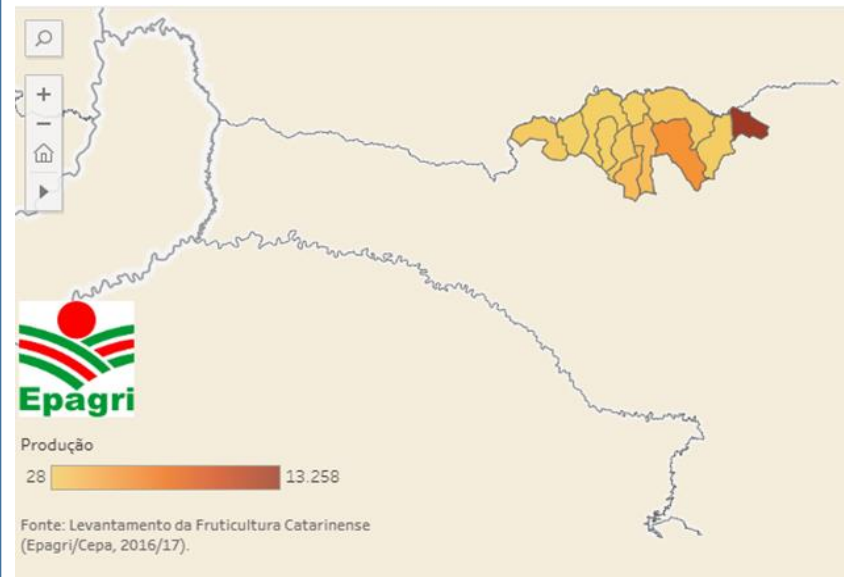 Epagri
Produção
28
13.258
Fonte: Levantamento da Fruticultura Catarinense
(Epagri/Cepa, 2016/17).